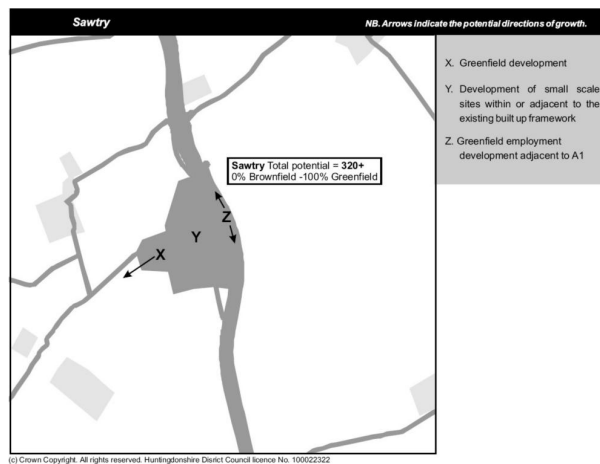 Sawtry
NB. Arrows indicate the potential directions of growth.
X. Greenfield development
Y. Development of small scale
sites within or adjacent to the
existing built up framework
Z. Greenfield employment
development adjacent to A1
Sawtry Total potential = 320+
0% Brownfield -100% Greenfield
Z
Y
X
(c) Crown Copyright. All rights reserved. Huntingdonshire Disrict Council licence No. 100022322